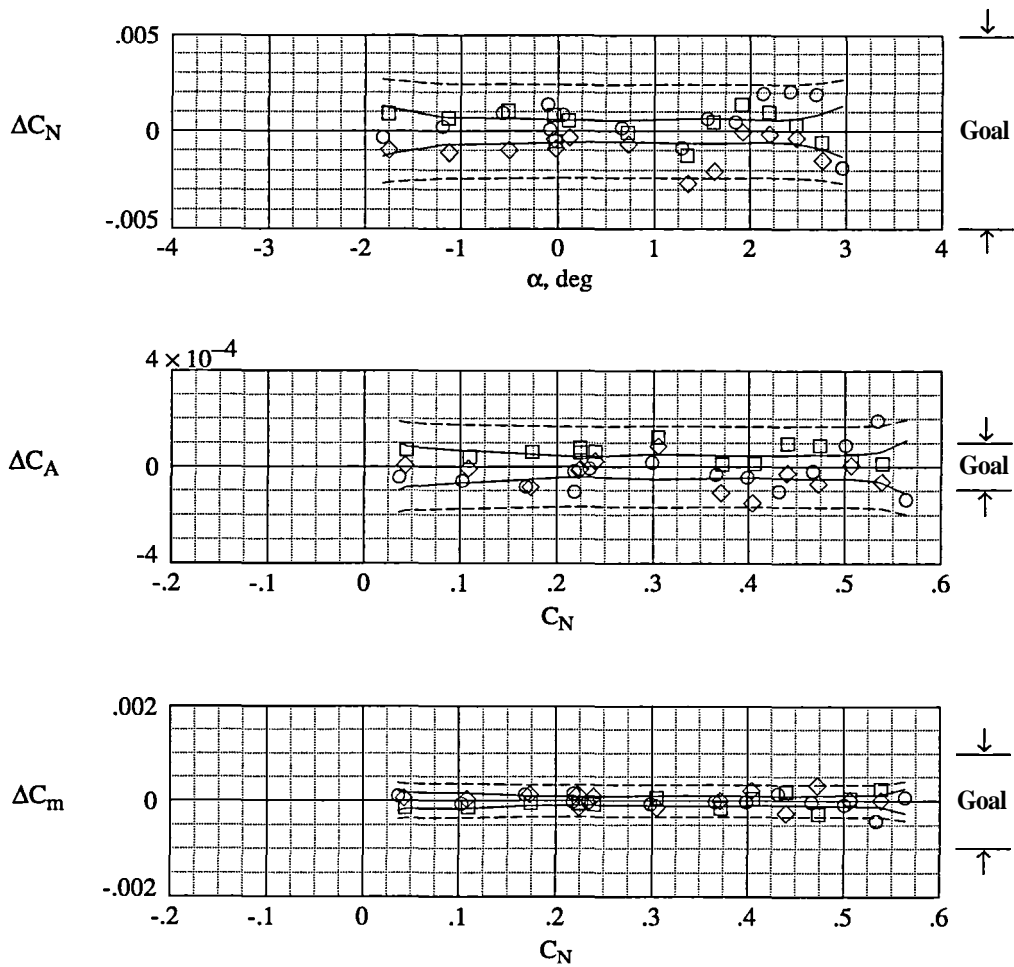 .005
ΔC_N
0
-.005
-4 -3 -2 -1 0 1 2 3 4
α, deg
Goal
4 × 10⁻⁴
ΔC_A
0
-4
-.2 -.1 0 .1 .2 .3 .4 .5 .6
C_N
Goal
.002
ΔC_m
0
-.002
-.2 -.1 0 .1 .2 .3 .4 .5 .6
C_N
Goal